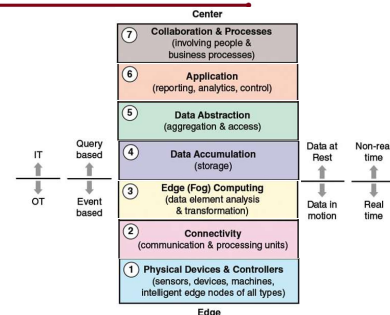 Center
7
Collaboration & Processes
(involving people &
business processes)
6
Application
(reporting, analytics, control)
5
Data Abstraction
(aggregation & access)
IT
Query
based
4
Data Accumulation
(storage)
Data at
Rest
Non-rea
time
OT
Event
based
3
Edge (Fog) Computing
(data element analysis
& transformation)
Data in
motion
Real
time
2
Connectivity
(communication & processing units)
1
Physical Devices & Controllers
(sensors, devices, machines,
intelligent edge nodes of all types)
Edge